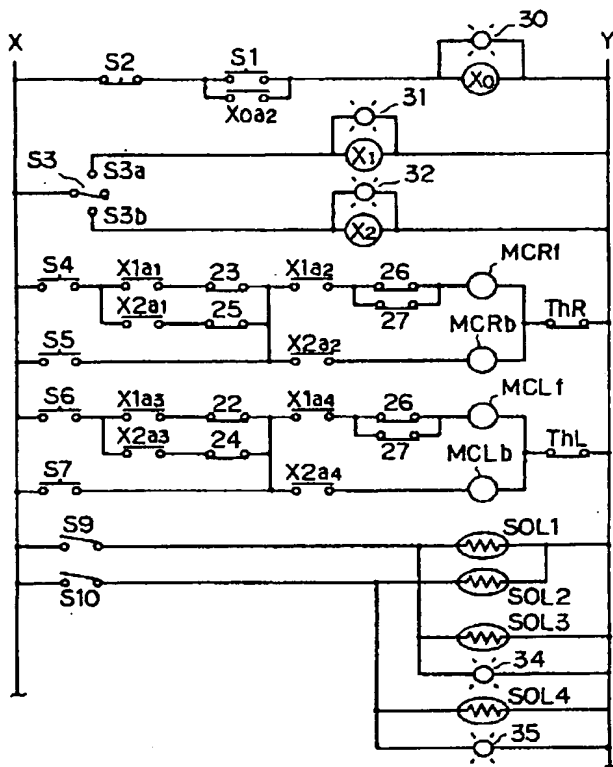 X Y
30
S2 S1
X0a2 X0
31
S3 S3a X1
32
S3b X2
S4 X1a1 23 X1a2 26 MCRf
X2a1 25 27 ThR
S5 X2a2 MCRb
S6 X1a3 22 X1a4 26 MCLf
X2a3 24 27 MCLb ThL
S7 X2a4
S9 SOL1
S10 SOL2
SOL3
34
SOL4
35